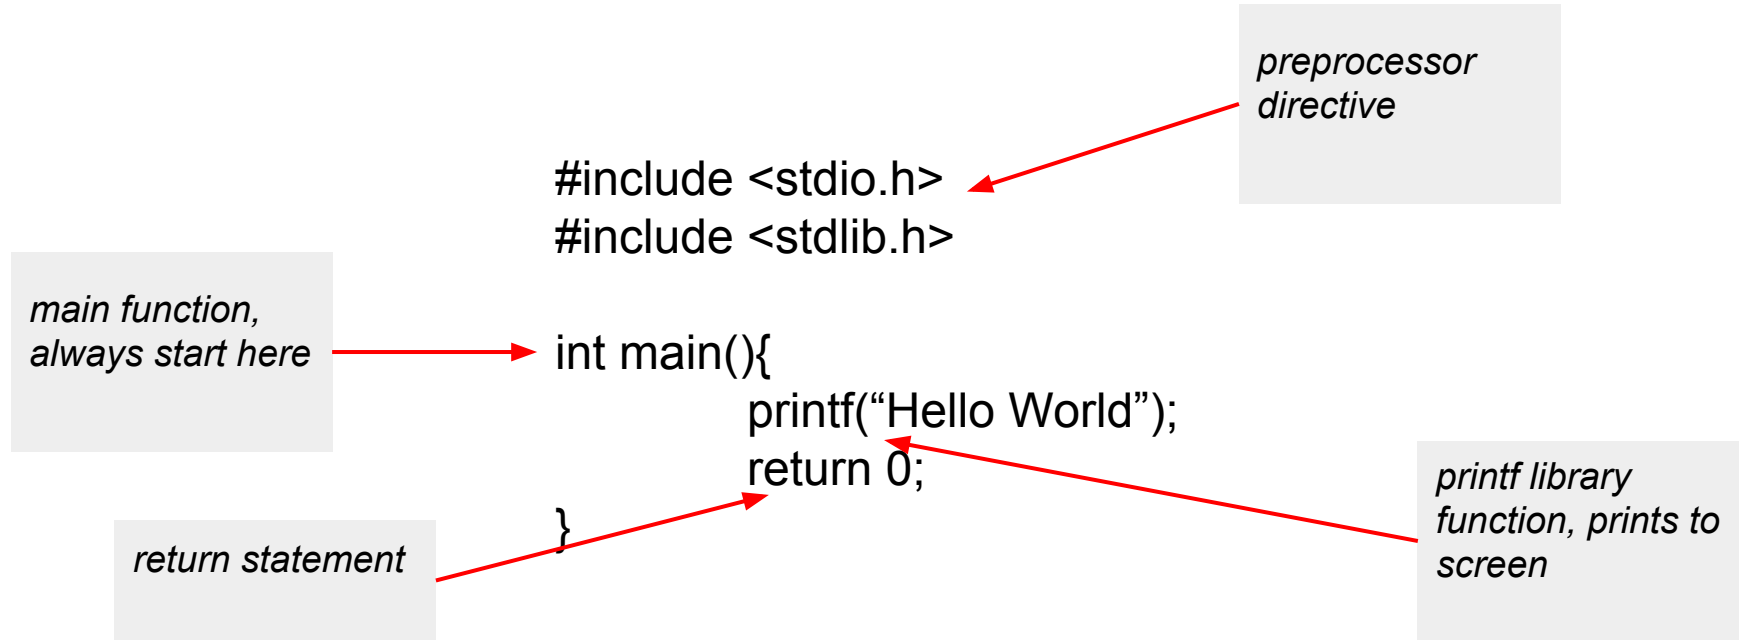 preprocessor
directive
#include <stdio.h>
#include <stdlib.h>
main function,
always start here
int main(){
printf(“Hello World”);
return 0;
}
printf library
function, prints to
screen
return statement